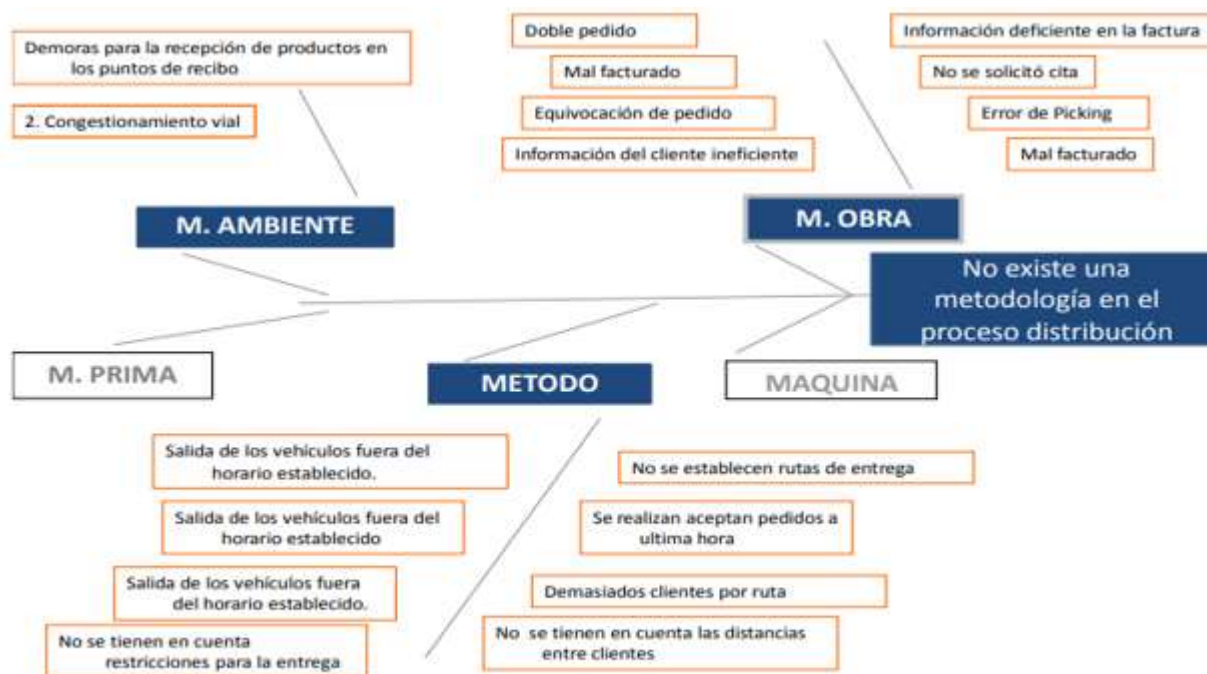 Demoras para la recepción de productos en
los puntos de recibo
2. Congestionamiento vial
Doble pedido
Mal facturado
Equivocación de pedido
Información del cliente ineficiente
Información deficiente en la factura
No se solicitó cita
Error de Picking
Mal facturado
M. AMBIENTE
M. OBRA
No existe una
metodología en el
proceso distribución
M. PRIMA
METODO
MAQUINA
Salida de los vehículos fuera del
horario establecido.
Salida de los vehículos fuera del
horario establecido
Salida de los vehículos fuera
del horario establecido.
No se tienen en cuenta
restricciones para la entrega
No se establecen rutas de entrega
Se realizan aceptan pedidos a
ultima hora
Demasiados clientes por ruta
No se tienen en cuenta las distancias
entre clientes